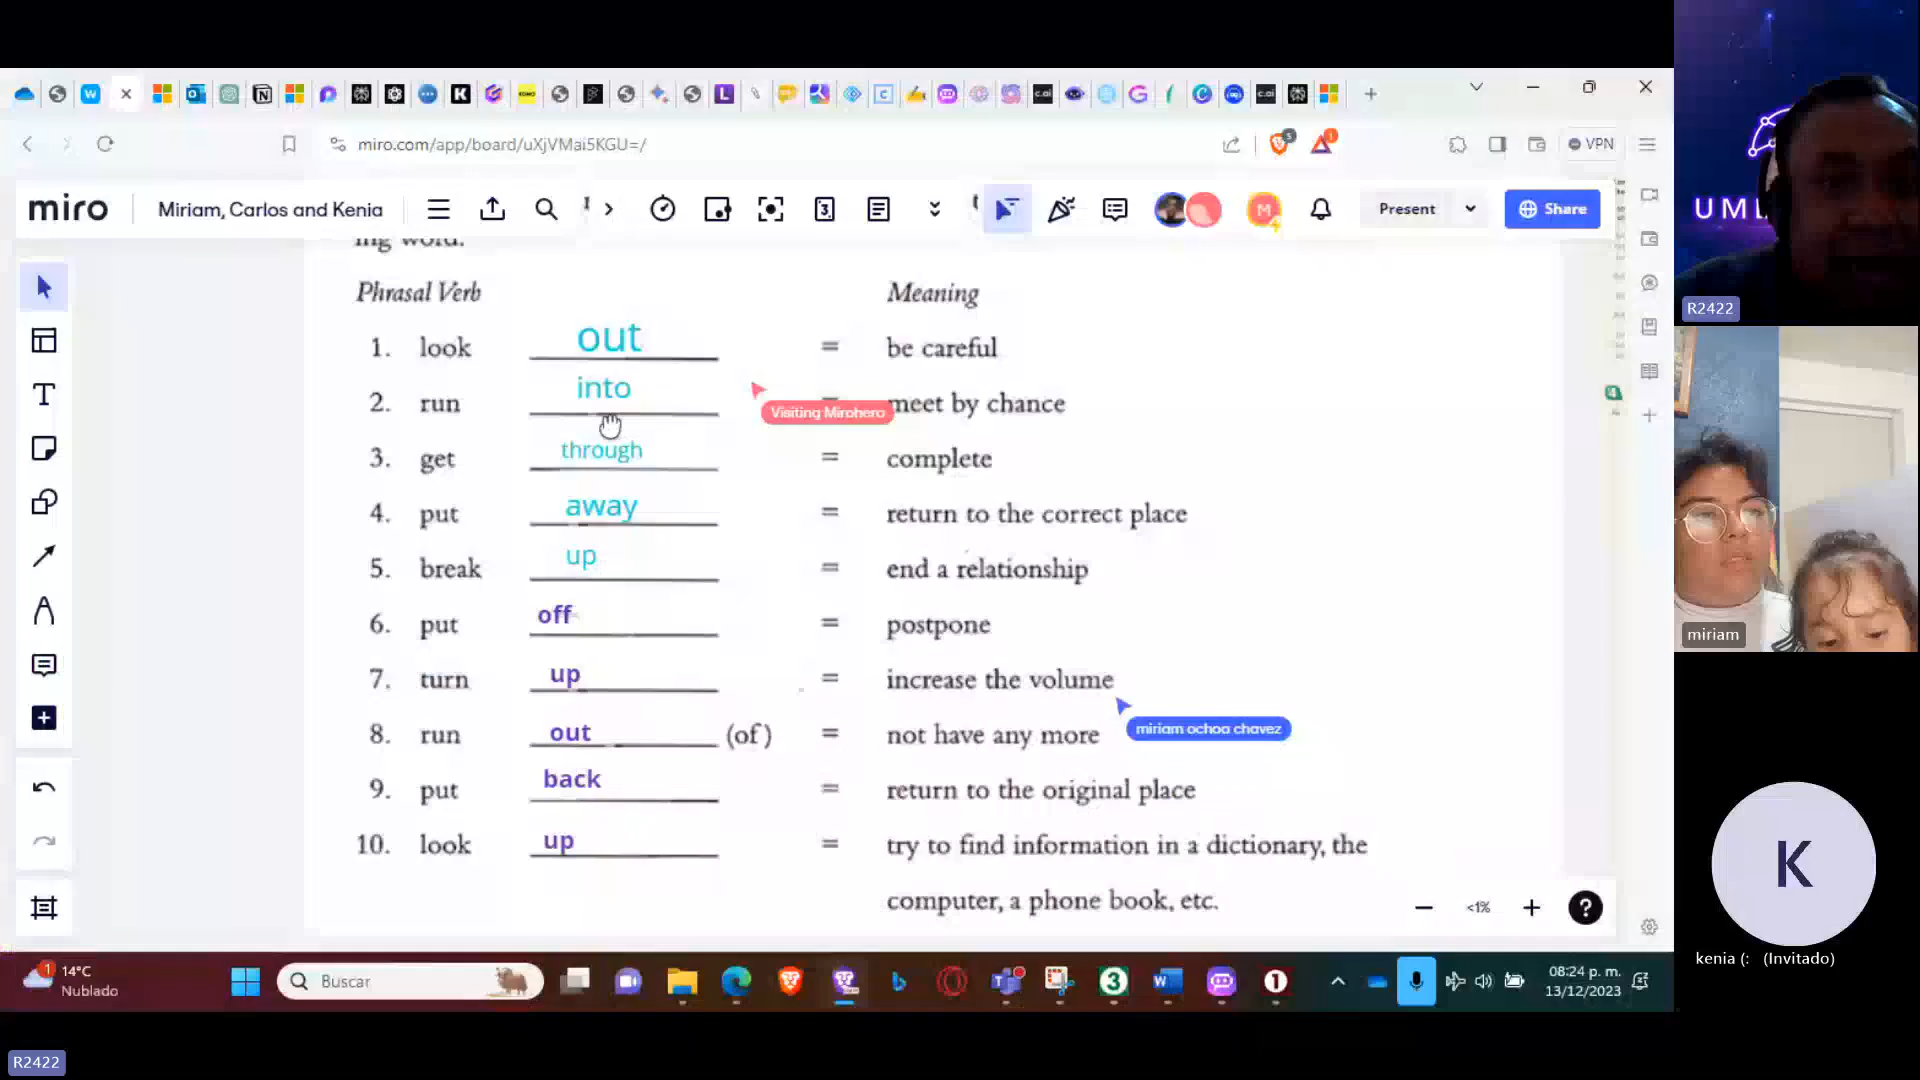 miro.com/app/board/uXjVMai5KGU=/
VPN
miro
Miriam, Carlos and Kenia
Present
Share
ing word.
Phrasal Verb Meaning
1. look out = be careful
2. run into = meet by chance
Visiting Mirohero
3. get through = complete
4. put away = return to the correct place
5. break up = end a relationship
6. put off = postpone
7. turn up = increase the volume
8. run out (of) = not have any more
miriam ochoa chavez
9. put back = return to the original place
10. look up = try to find information in a dictionary, the
computer, a phone book, etc.
<1%
14°C
Nublado
Buscar
08:24 p. m.
13/12/2023
R2422
R2422
miriam
K
kenia (: (Invitado)